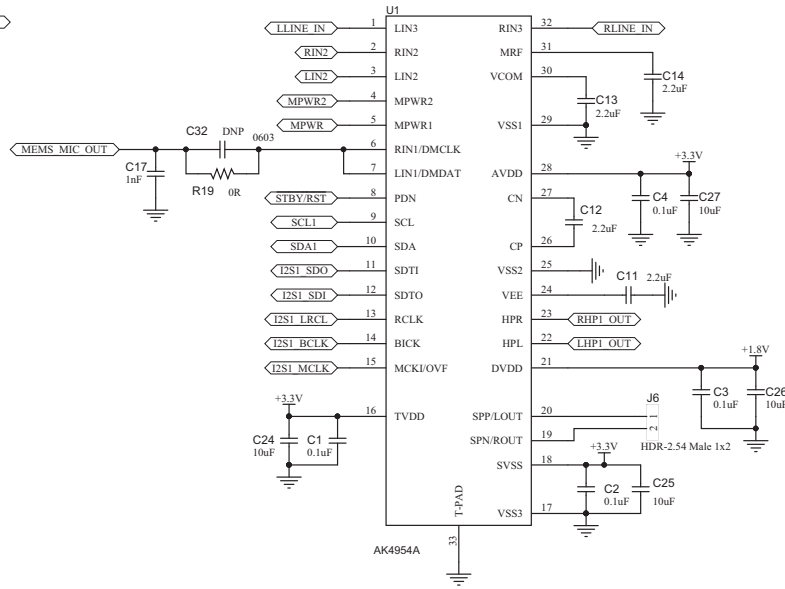 U1
LLINE_IN 1 LIN3
RIN2 2 RIN2
LIN2 3 LIN2
MPWR2 4 MPWR2
MPWR 5 MPWR1
MEMS_MIC_OUT
C17
1nF
C32 DNP 0603
R19 0R
6 RIN1/DMCLK
7 LIN1/DMDAT
STBY/RST 8 PDN
SCL1 9 SCL
SDA1 10 SDA
I2S1_SDO 11 SDTI
I2S1_SDI 12 SDTO
I2S1_LRCL 13 RCLK
I2S1_BCLK 14 BICK
I2S1_MCLK 15 MCKI/OVF
+3.3V
16 TVDD
C24
10uF
C1
0.1uF
RIN3 32 RLINE_IN
MRF 31
C14
2.2uF
VCOM 30
C13
2.2uF
VSS1 29
AVDD 28
+3.3V
C4
0.1uF
C27
10uF
CN 27
C12
2.2uF
CP 26
VSS2 25
VEE 24
C11 2.2uF
HPR 23 RHP1_OUT
HPL 22 LHP1_OUT
DVDD 21
+1.8V
C3
0.1uF
C26
10uF
SPP/LOUT 20
SPN/ROUT 19
J6
1
2
HDR-2.54 Male 1x2
SVSS 18
+3.3V
C2
0.1uF
C25
10uF
VSS3 17
T-PAD
33
AK4954A